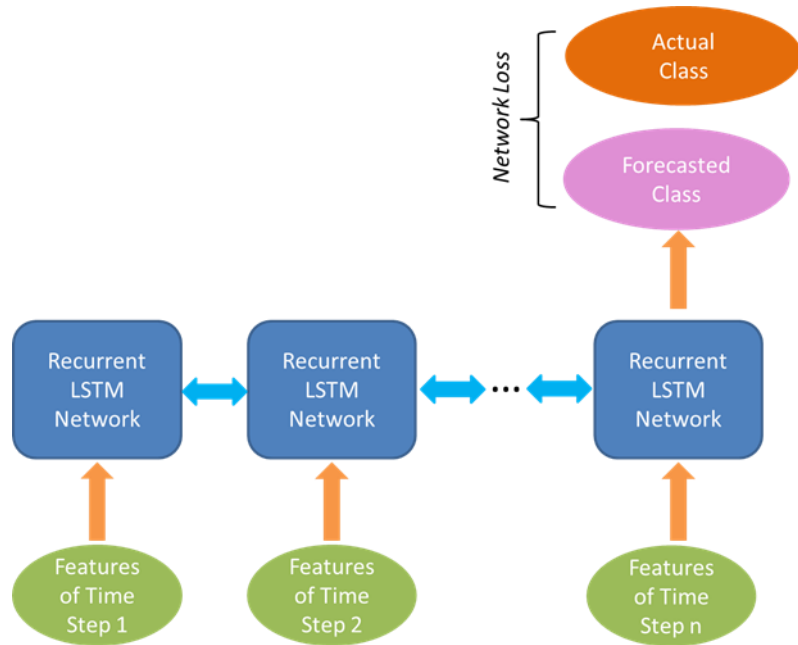 Actual
Class
Network Loss
Forecasted
Class
Recurrent
LSTM
Network
Recurrent
LSTM
Network
...
Recurrent
LSTM
Network
Features
of Time
Step 1
Features
of Time
Step 2
Features
of Time
Step n